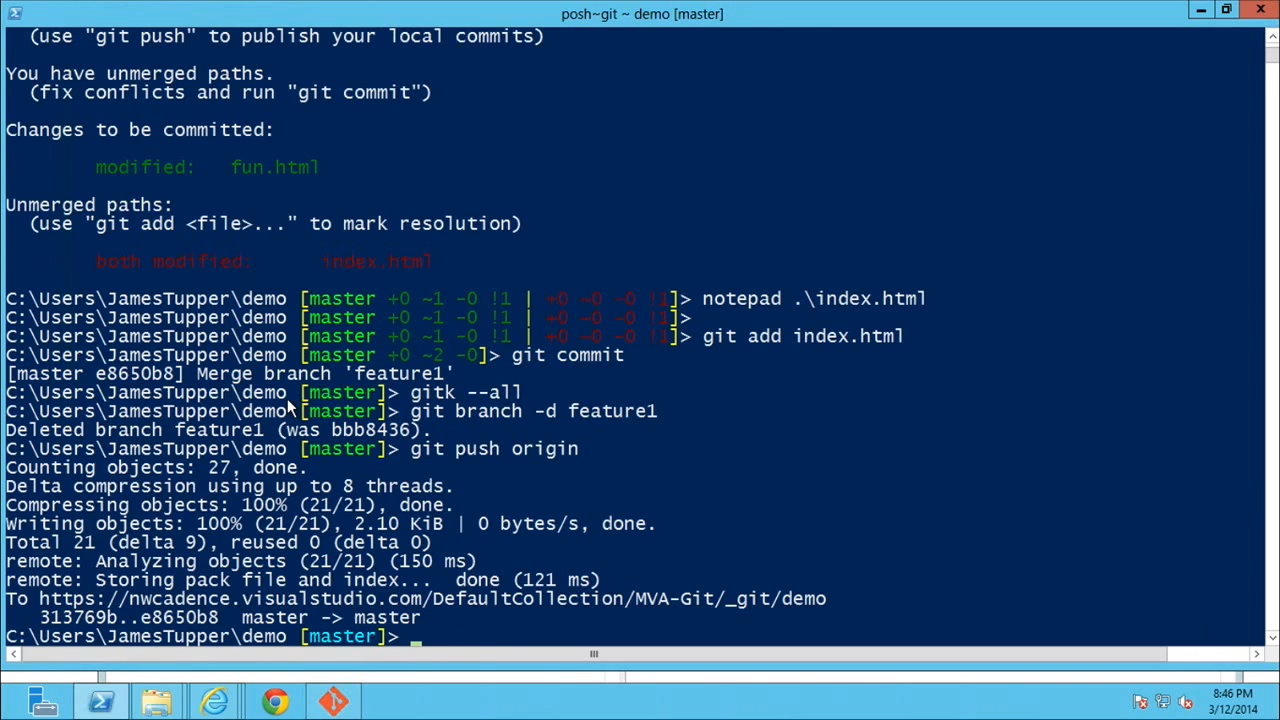 posh~git ~ demo [master]
(use "git push" to publish your local commits)
You have unmerged paths.
(fix conflicts and run "git commit")
Changes to be committed:
modified:   fun.html
Unmerged paths:
(use "git add <file>..." to mark resolution)
both modified:      index.html
C:\Users\JamesTupper\demo [master +0 ~1 -0 !1 | +0 ~0 -0 !1]> notepad .\index.html
C:\Users\JamesTupper\demo [master +0 ~1 -0 !1 | +0 ~0 -0 !1]>
C:\Users\JamesTupper\demo [master +0 ~1 -0 !1 | +0 ~0 -0 !1]> git add index.html
C:\Users\JamesTupper\demo [master +0 ~2 -0]> git commit
[master e8650b8] Merge branch 'feature1'
C:\Users\JamesTupper\demo [master]> gitk --all
C:\Users\JamesTupper\demo [master]> git branch -d feature1
Deleted branch feature1 (was bbb8436).
C:\Users\JamesTupper\demo [master]> git push origin
Counting objects: 27, done.
Delta compression using up to 8 threads.
Compressing objects: 100% (21/21), done.
Writing objects: 100% (21/21), 2.10 KiB | 0 bytes/s, done.
Total 21 (delta 9), reused 0 (delta 0)
remote: Analyzing objects (21/21) (150 ms)
remote: Storing pack file and index...  done (121 ms)
To https://nwcadence.visualstudio.com/DefaultCollection/MVA-Git/_git/demo
313769b..e8650b8  master -> master
C:\Users\JamesTupper\demo [master]>
8:46 PM
3/12/2014